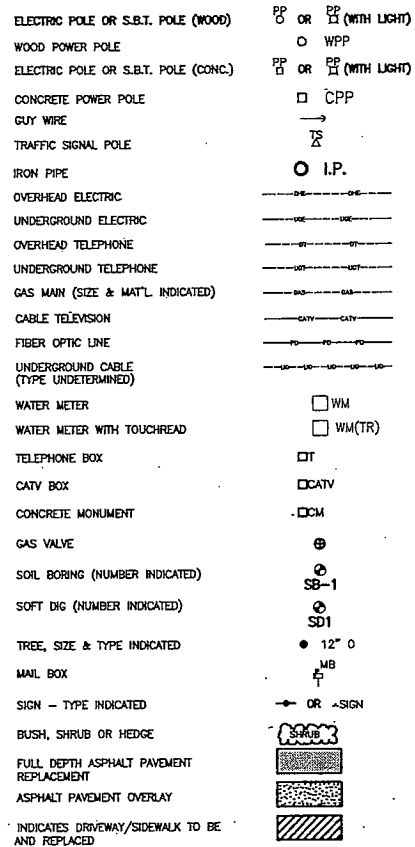 ELECTRIC POLE OR S.B.T. POLE (WOOD) PP OR PP (WITH LIGHT)
WOOD POWER POLE WPP
ELECTRIC POLE OR S.B.T. POLE (CONC.) PP OR PP (WITH LIGHT)
CONCRETE POWER POLE CPP
GUY WIRE
TRAFFIC SIGNAL POLE TS
IRON PIPE I.P.
OVERHEAD ELECTRIC OHE OHE
UNDERGROUND ELECTRIC UGE UGE
OVERHEAD TELEPHONE OT OT
UNDERGROUND TELEPHONE UGT UGT
GAS MAIN (SIZE & MAT'L. INDICATED) GAS GAS
CABLE TELEVISION CATV CATV
FIBER OPTIC LINE FO FO FO
UNDERGROUND CABLE
(TYPE UNDETERMINED)
WATER METER WM
WATER METER WITH TOUCHREAD WM(TR)
TELEPHONE BOX T
CATV BOX CATV
CONCRETE MONUMENT CM
GAS VALVE
SOIL BORING (NUMBER INDICATED) SB-1
SOFT DIG (NUMBER INDICATED) SD1
TREE, SIZE & TYPE INDICATED 12" O
MAIL BOX MB
SIGN - TYPE INDICATED OR SIGN
BUSH, SHRUB OR HEDGE SHRUB
FULL DEPTH ASPHALT PAVEMENT
REPLACEMENT
ASPHALT PAVEMENT OVERLAY
INDICATES DRIVEWAY/SIDEWALK TO BE
AND REPLACED